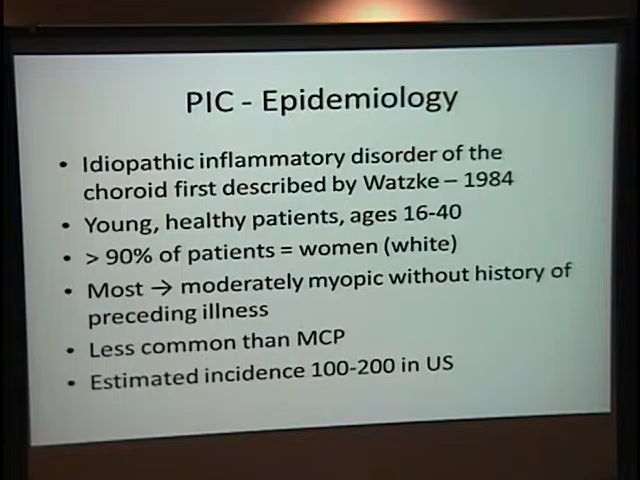 PIC - Epidemiology
• Idiopathic inflammatory disorder of the
choroid first described by Watzke – 1984
• Young, healthy patients, ages 16-40
• > 90% of patients = women (white)
• Most → moderately myopic without history of
preceding illness
• Less common than MCP
• Estimated incidence 100-200 in US